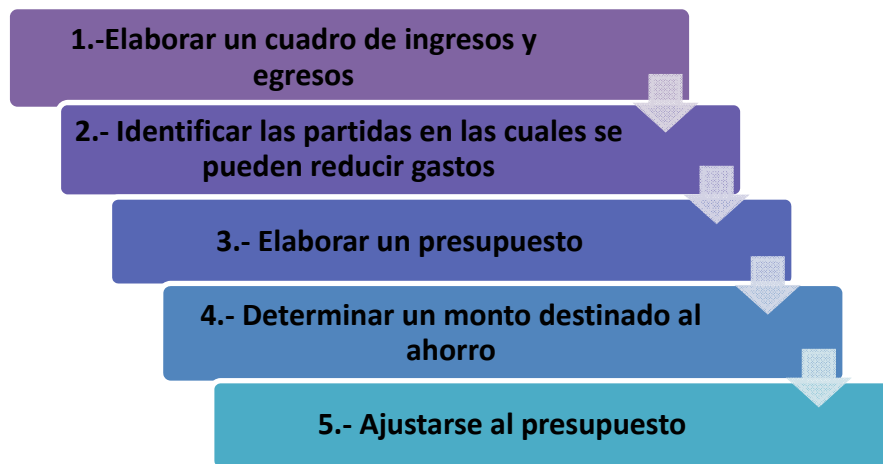 1.-Elaborar un cuadro de ingresos y
egresos
2.- Identificar las partidas en las cuales se
pueden reducir gastos
3.- Elaborar un presupuesto
4.- Determinar un monto destinado al
ahorro
5.- Ajustarse al presupuesto